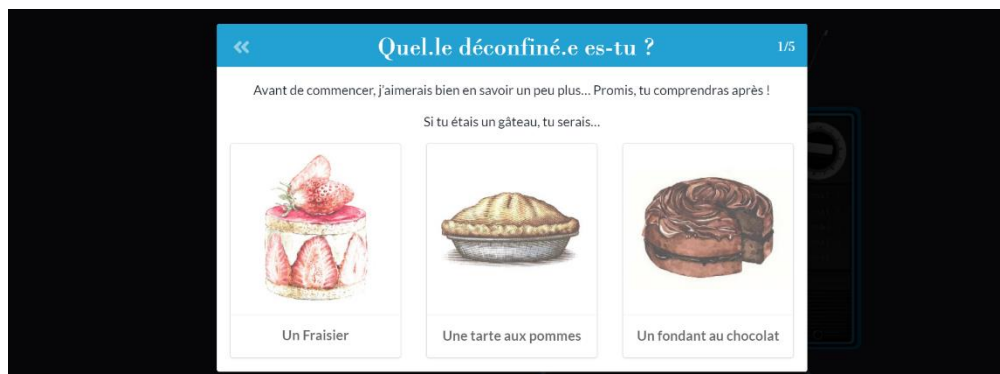 Quel.le déconfiné.e es-tu ?
1/5
Avant de commencer, j'aimerais bien en savoir un peu plus... Promis, tu comprendras après !
Si tu étais un gâteau, tu serais...
Un Fraisier
Une tarte aux pommes
Un fondant au chocolat